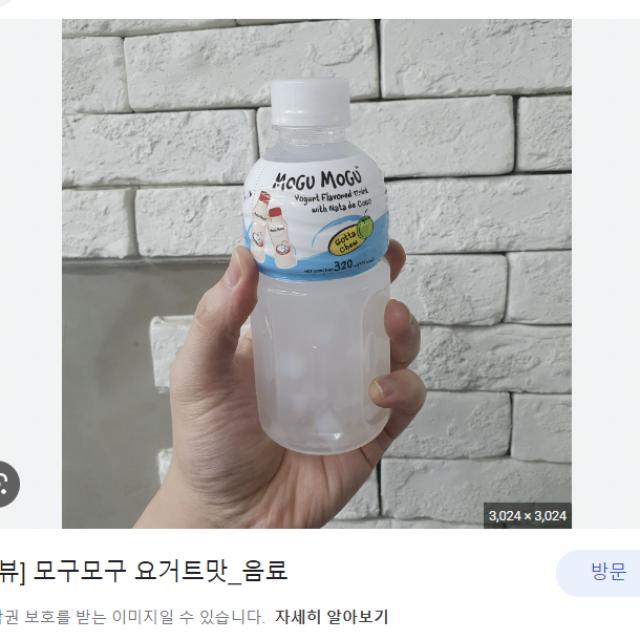 MOGU MOGU
Yogurt Flavored Drink
with Nata de Coco
Gotta
Chew
320
3,024 × 3,024
뷰] 모구모구 요거트맛_음료
방문
작권 보호를 받는 이미지일 수 있습니다. 자세히 알아보기